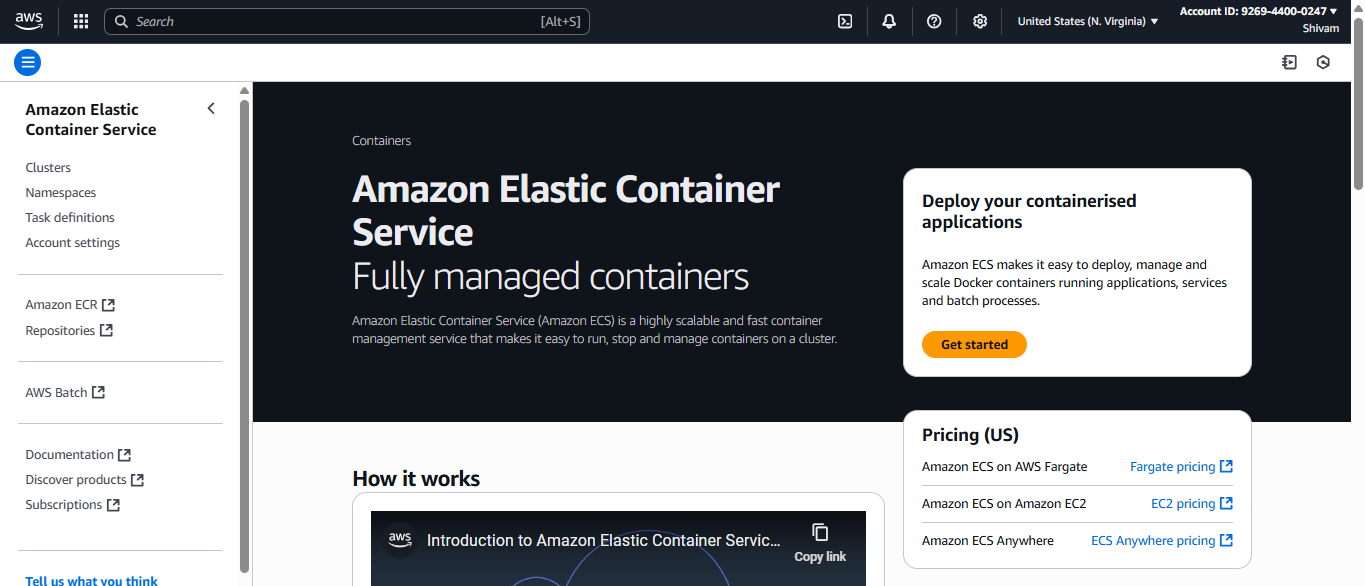 aws
Search
[Alt+S]
United States (N. Virginia)
Account ID: 9269-4400-0247
Shivam
Amazon Elastic
Container Service
Clusters
Namespaces
Task definitions
Account settings
Amazon ECR
Repositories
AWS Batch
Documentation
Discover products
Subscriptions
Tell us what you think
Containers
Amazon Elastic Container
Service
Fully managed containers
Amazon Elastic Container Service (Amazon ECS) is a highly scalable and fast container
management service that makes it easy to run, stop and manage containers on a cluster.
Deploy your containerised
applications
Amazon ECS makes it easy to deploy, manage and
scale Docker containers running applications, services
and batch processes.
Get started
Pricing (US)
Amazon ECS on AWS Fargate
Fargate pricing
Amazon ECS on Amazon EC2
EC2 pricing
Amazon ECS Anywhere
ECS Anywhere pricing
How it works
aws
Introduction to Amazon Elastic Container Servic...
Copy link